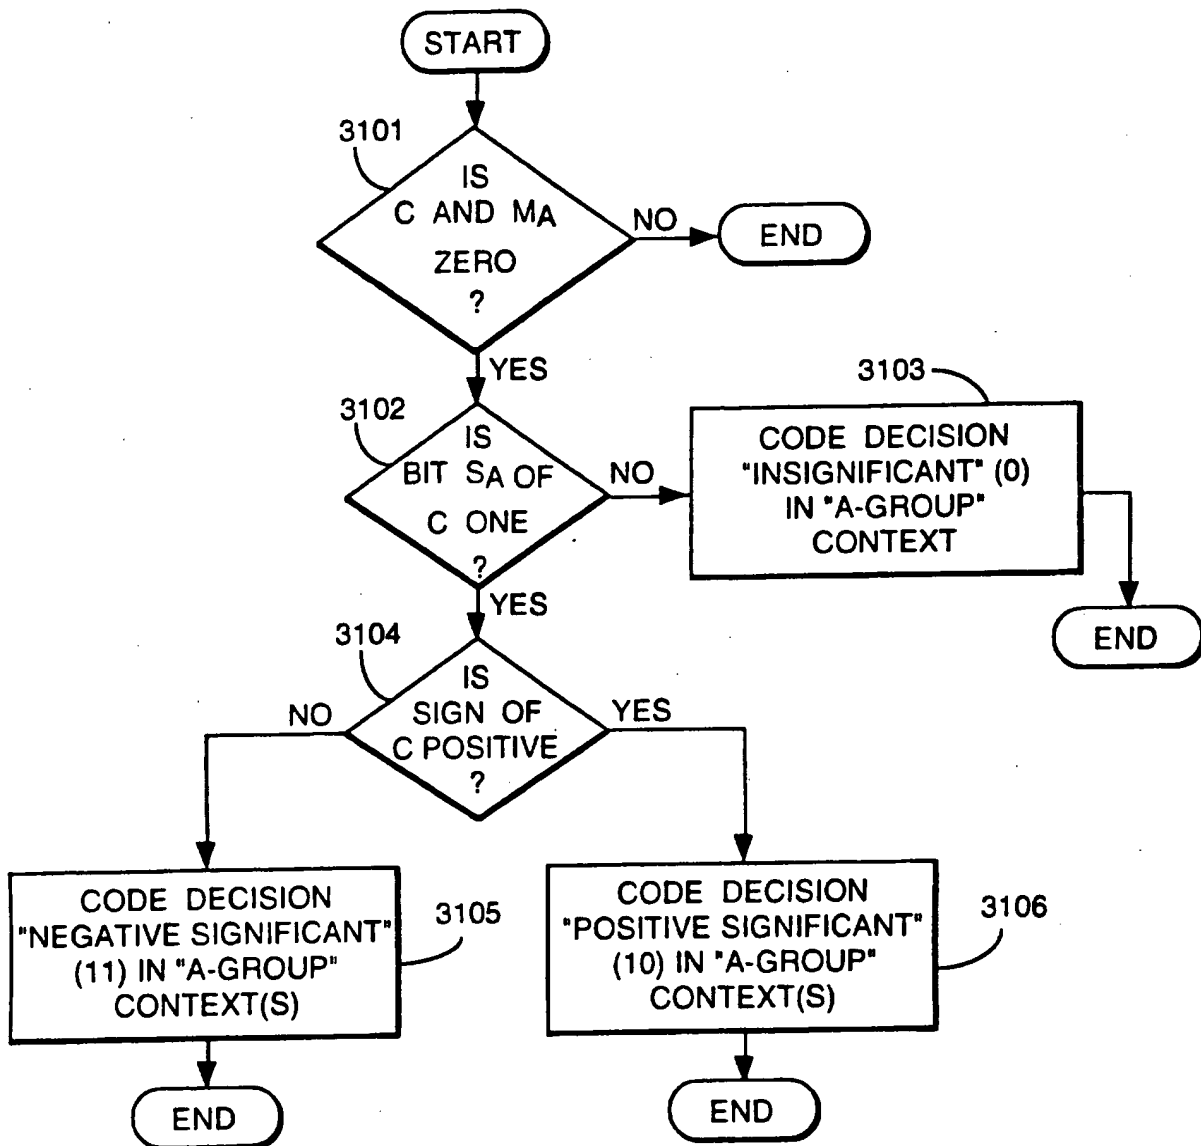 START
3101
IS
C AND MA
ZERO
?
NO
END
YES
3102
IS
BIT SA OF
C ONE
?
NO
3103
CODE DECISION
"INSIGNIFICANT" (0)
IN "A-GROUP"
CONTEXT
END
YES
3104
IS
SIGN OF
C POSITIVE
?
NO
YES
CODE DECISION
"NEGATIVE SIGNIFICANT"
(11) IN "A-GROUP"
CONTEXT(S)
3105
END
CODE DECISION
"POSITIVE SIGNIFICANT"
(10) IN "A-GROUP"
CONTEXT(S)
3106
END